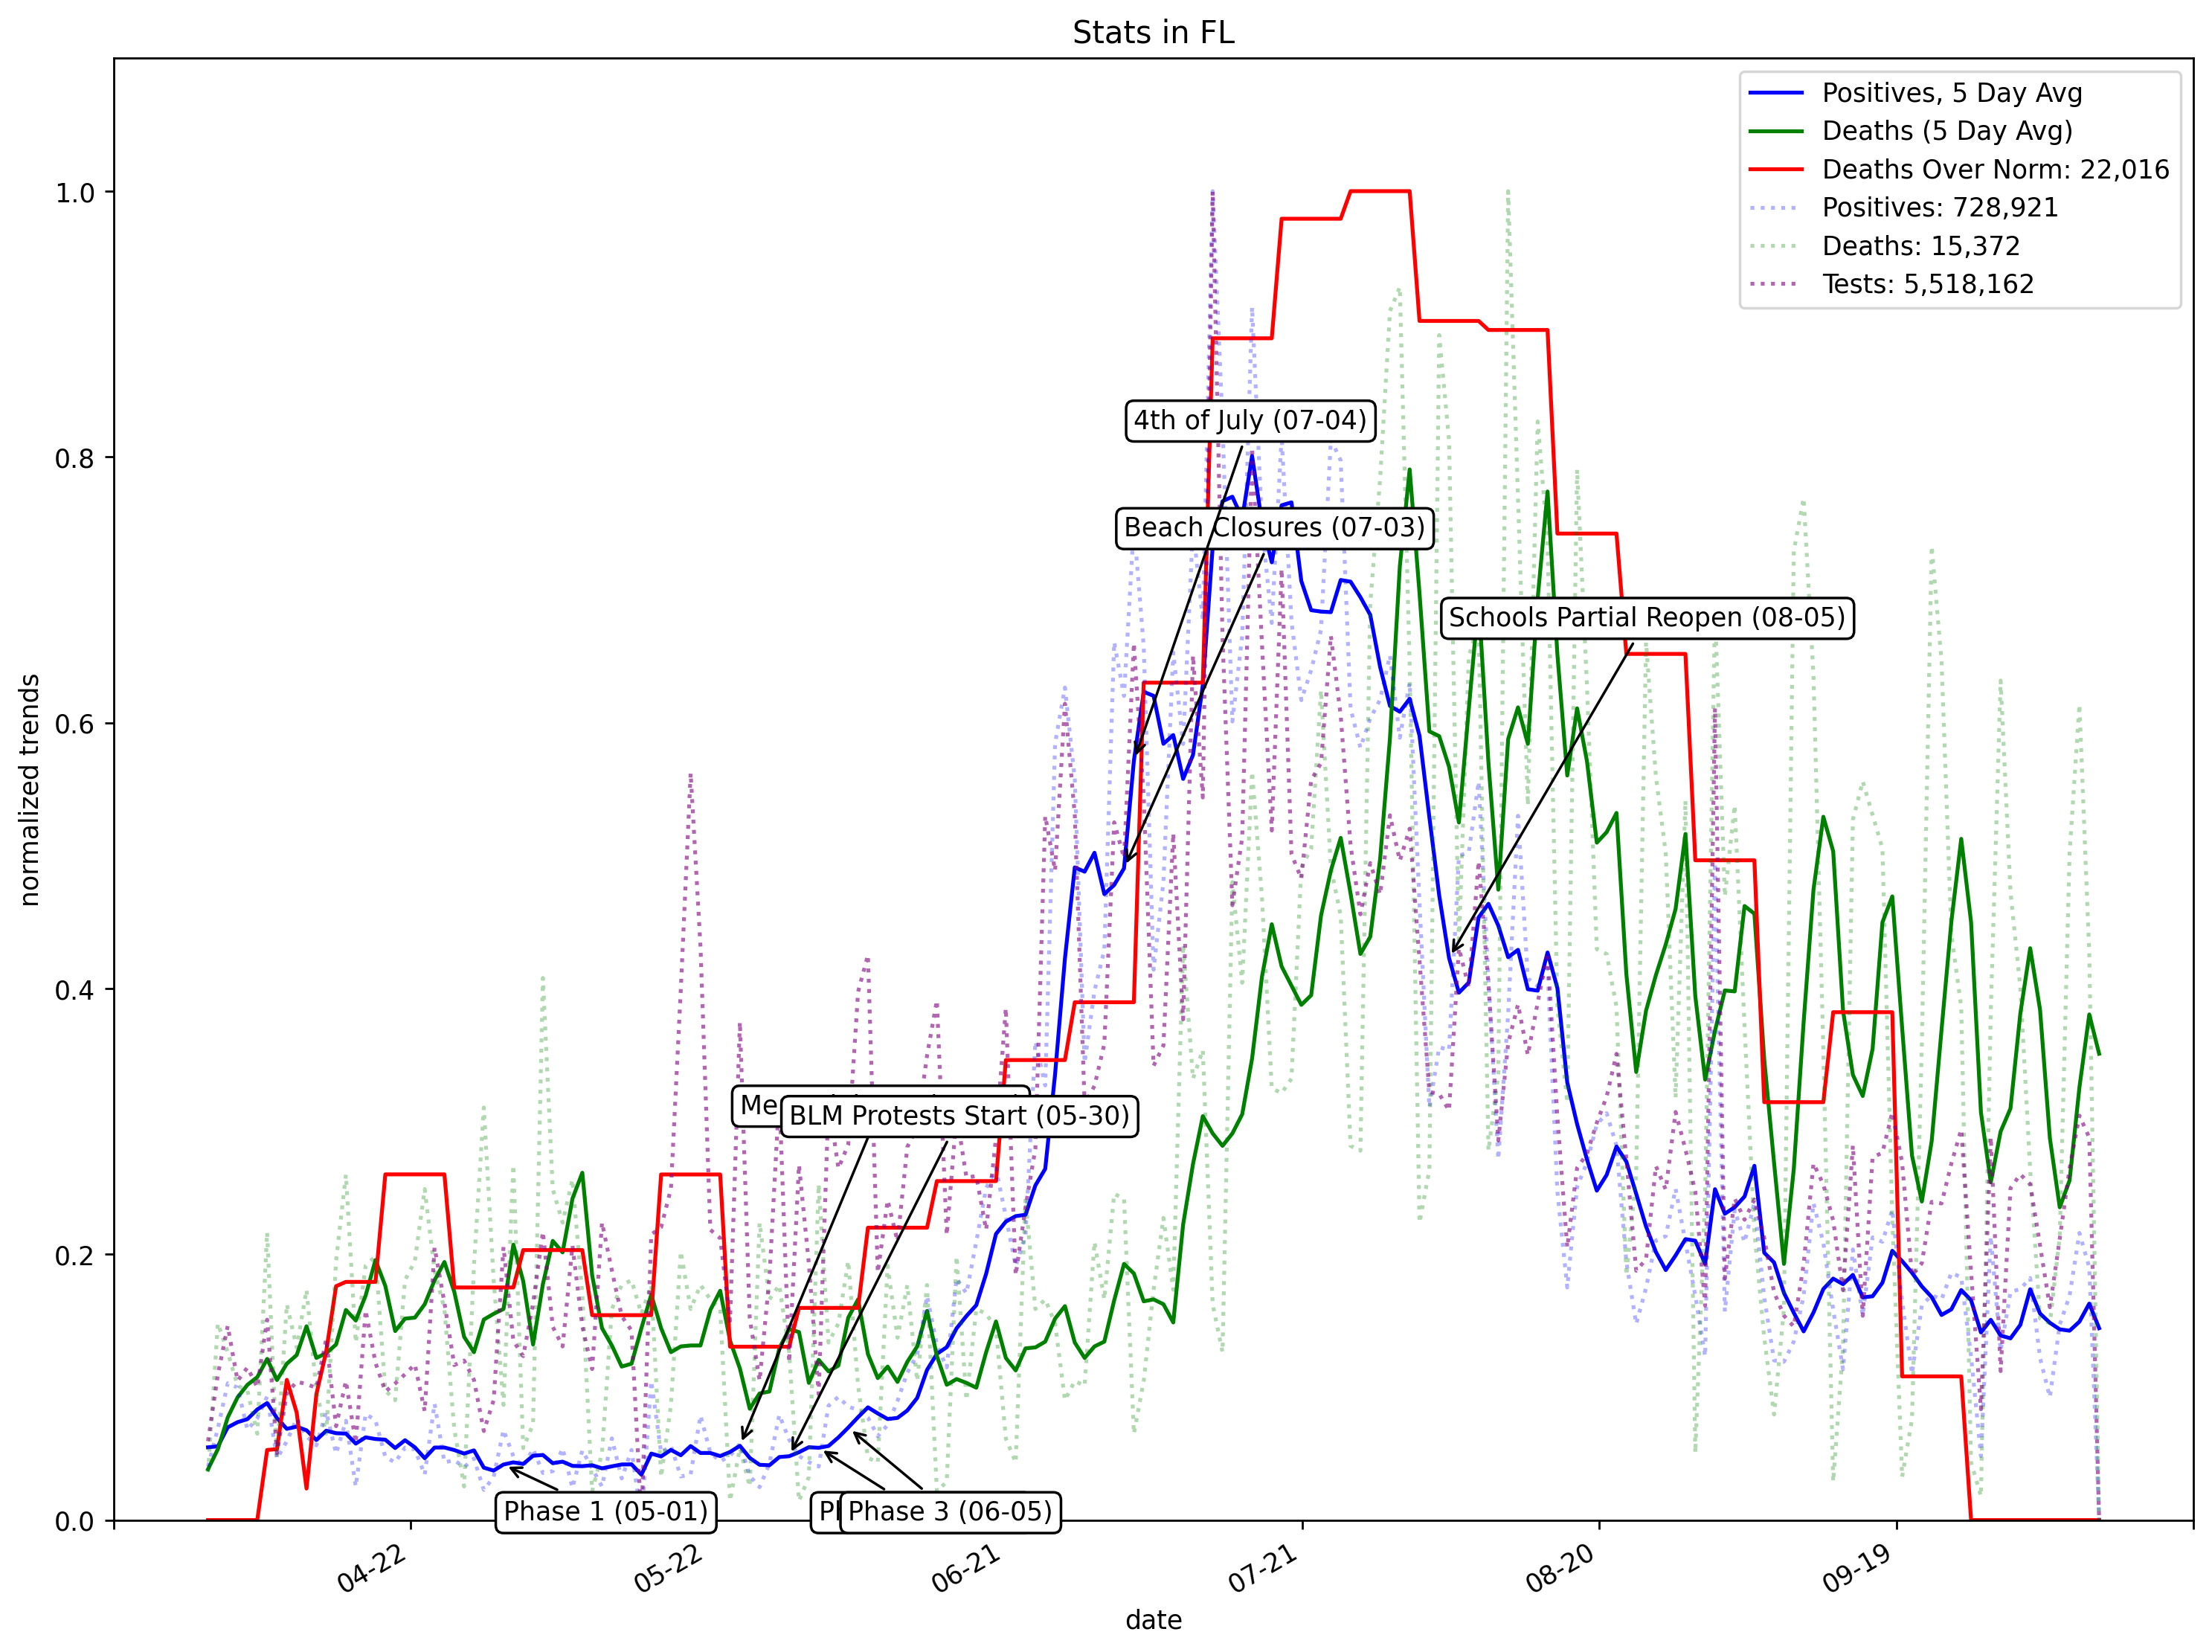 Stats in FL
Positives, 5 Day Avg
Deaths (5 Day Avg)
Deaths Over Norm: 22,016
Positives: 728,921
Deaths: 15,372
Tests: 5,518,162
normalized trends
1.0
0.8
0.6
0.4
0.2
0.0
4th of July (07-04)
Beach Closures (07-03)
Schools Partial Reopen (08-05)
BLM Protests Start (05-30)
Phase 1 (05-01)
Phase 3 (06-05)
04-22
05-22
06-21
07-21
08-20
09-19
date